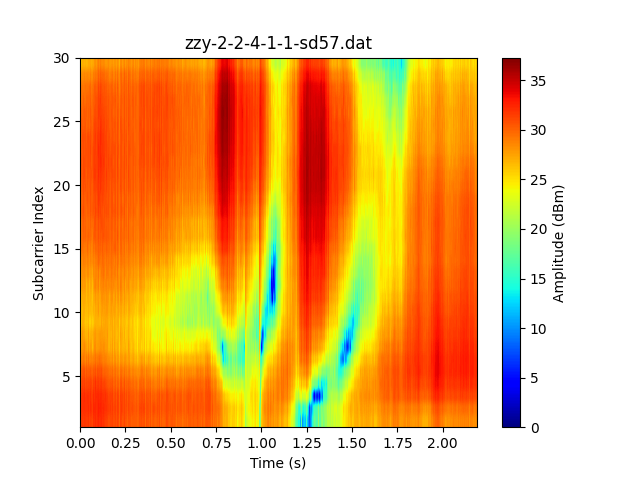 zzy-2-2-4-1-1-sd57.dat
30
25
20
15
10
5
Subcarrier Index
0.00 0.25 0.50 0.75 1.00 1.25 1.50 1.75 2.00
Time (s)
35
30
25
20
15
10
5
0
Amplitude (dBm)